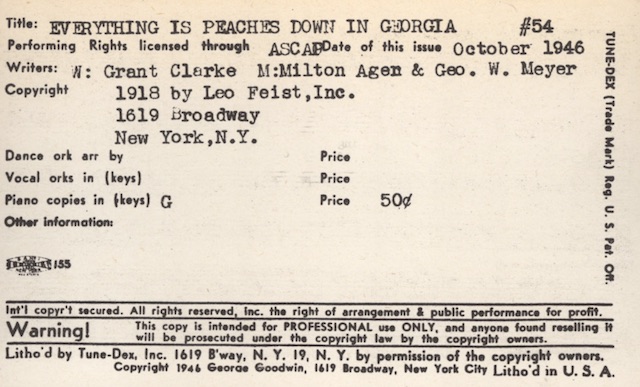 Title: EVERYTHING IS PEACHES DOWN IN GEORGIA #54
Performing Rights licensed through ASCAP Date of this issue October 1946
Writers: W: Grant Clarke M:Milton Agen & Geo. W. Meyer
Copyright 1918 by Leo Feist,Inc.
1619 Broadway
New York,N.Y.
Dance ork arr by Price
Vocal orks in (keys) Price
Piano copies in (keys) G Price 50¢
Other information:
155
Int'l copyr't secured. All rights reserved, inc. the right of arrangement & public performance for profit.
Warning! This copy is intended for PROFESSIONAL use ONLY, and anyone found reselling it
will be prosecuted under the copyright law by the copyright owners.
Litho'd by Tune-Dex, Inc. 1619 B'way, N. Y. 19, N. Y. by permission of the copyright owners.
Copyright 1946 George Goodwin, 1619 Broadway, New York City Litho'd in U. S. A.
TUNE-DEX (Trade Mark) Reg. U. S. Pat. Off.